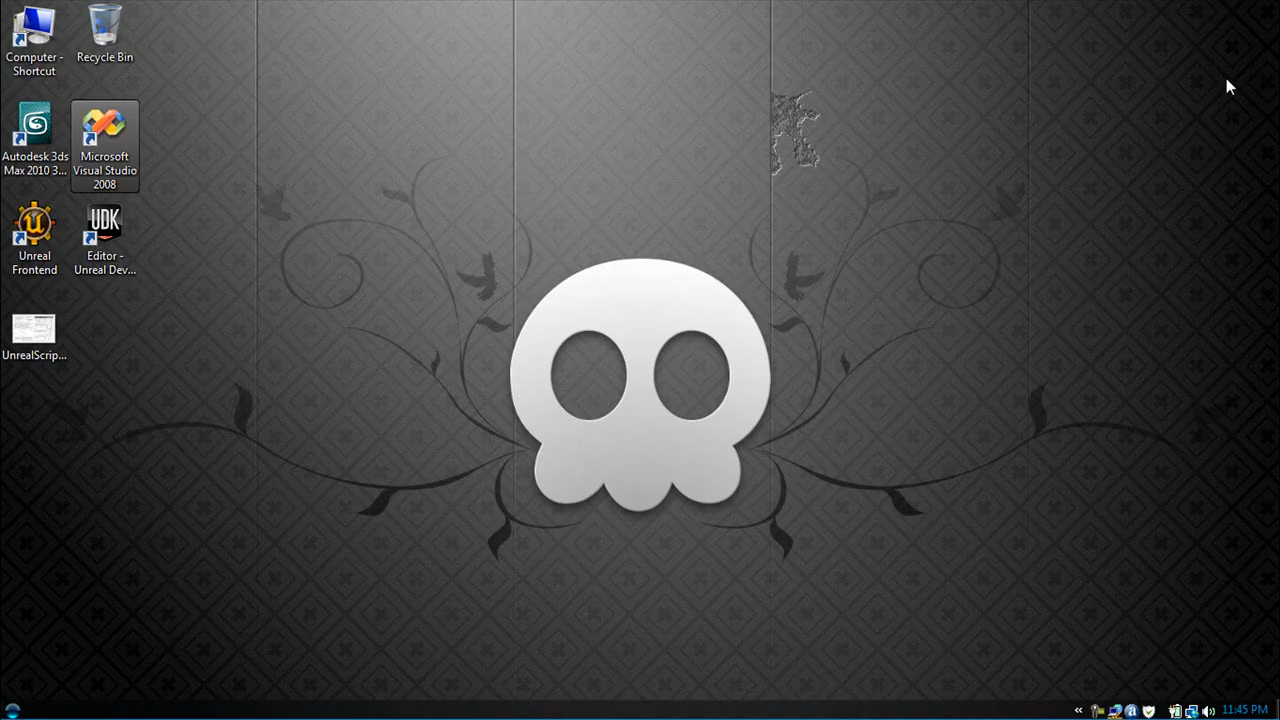 Computer -
Shortcut
Recycle Bin
Autodesk 3ds
Max 2010 3...
Microsoft
Visual Studio
2008
UDK
Unreal
Frontend
Editor -
Unreal Dev...
UnrealScrip...
11:45 PM